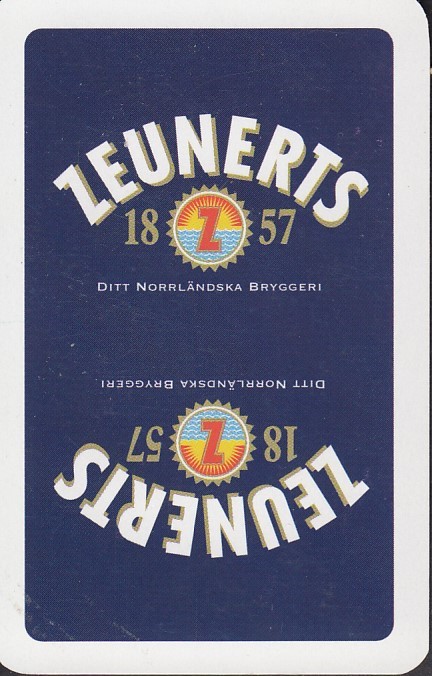 ZEUNERTS
18 Z 57
DITT NORRLÄNDSKA BRYGGERI
DITT NORRLÄNDSKA BRYGGERI.
18 Z 57
ZEUNERTS